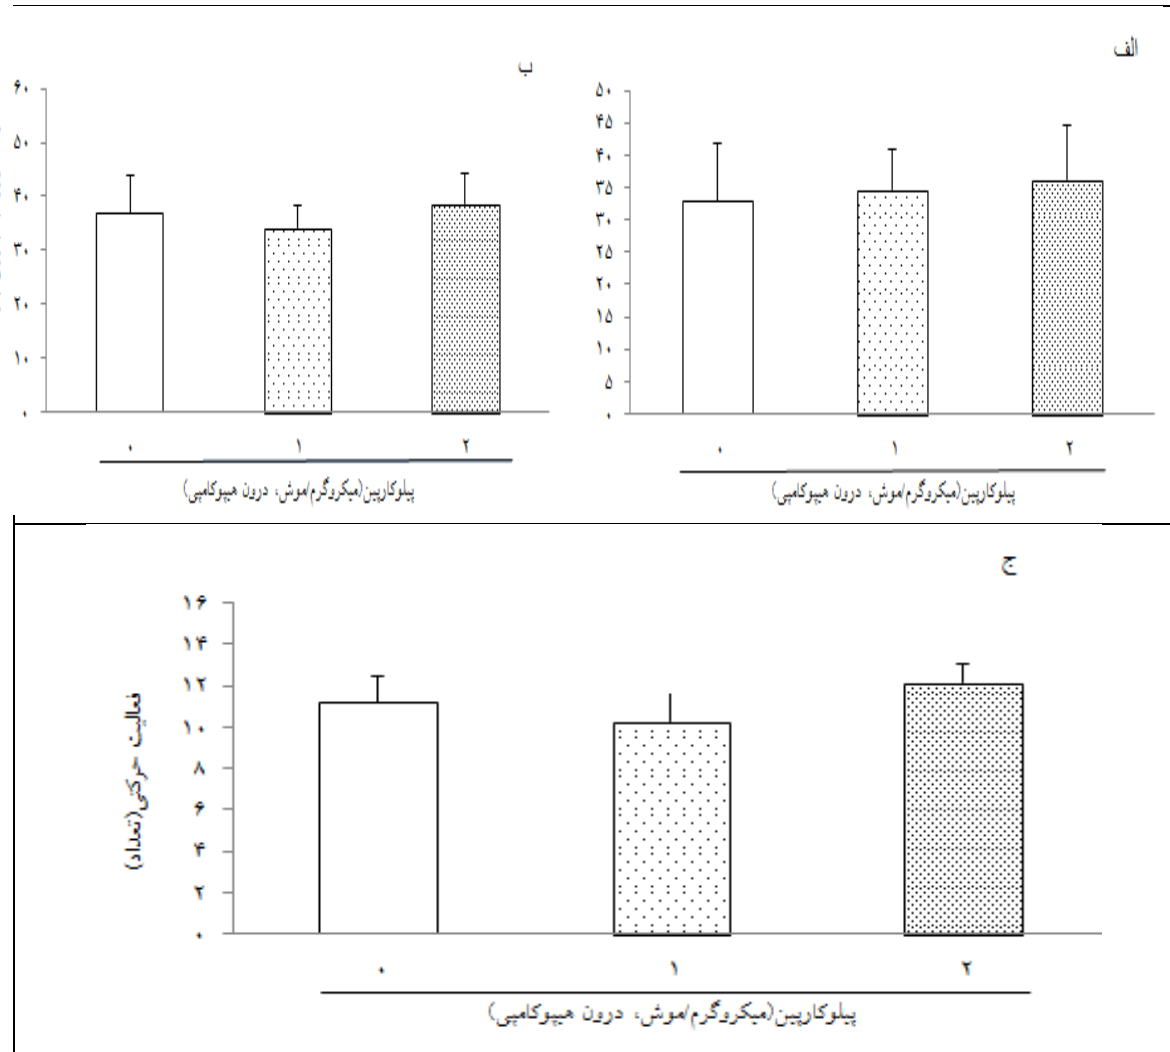 الف
۵۰
۴۵
۴۰
۳۵
۳۰
۲۵
۲۰
۱۵
۱۰
۵
۰
۰ ۱ ۲
پیلوکارپین(میکروگرم/موش، درون هیپوکامپی)
ب
۶۰
۵۰
۴۰
۳۰
۲۰
۱۰
۰
۰ ۱ ۲
پیلوکارپین(میکروگرم/موش، درون هیپوکامپی)
ج
فعالیت حرکتی(تعداد)
۱۶
۱۴
۱۲
۱۰
۸
۶
۴
۲
۰
۰ ۱ ۲
پیلوکارپین(میکروگرم/موش، درون هیپوکامپی)